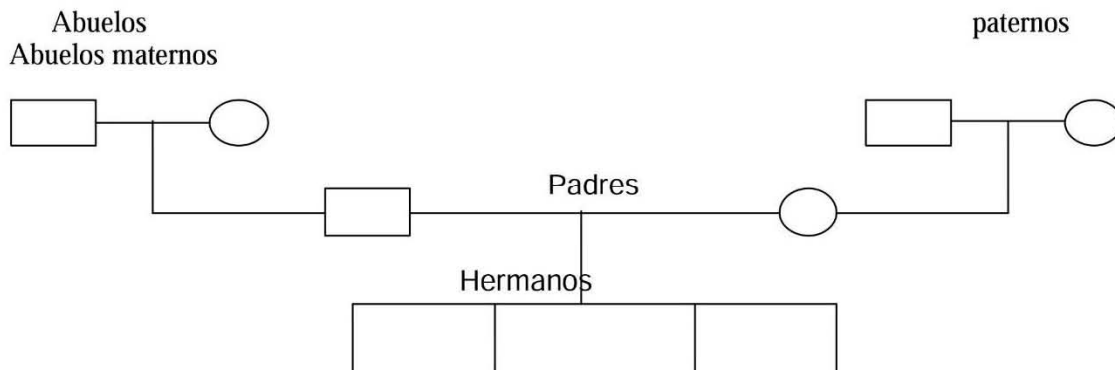 Abuelos
paternos
Abuelos maternos
Padres
Hermanos